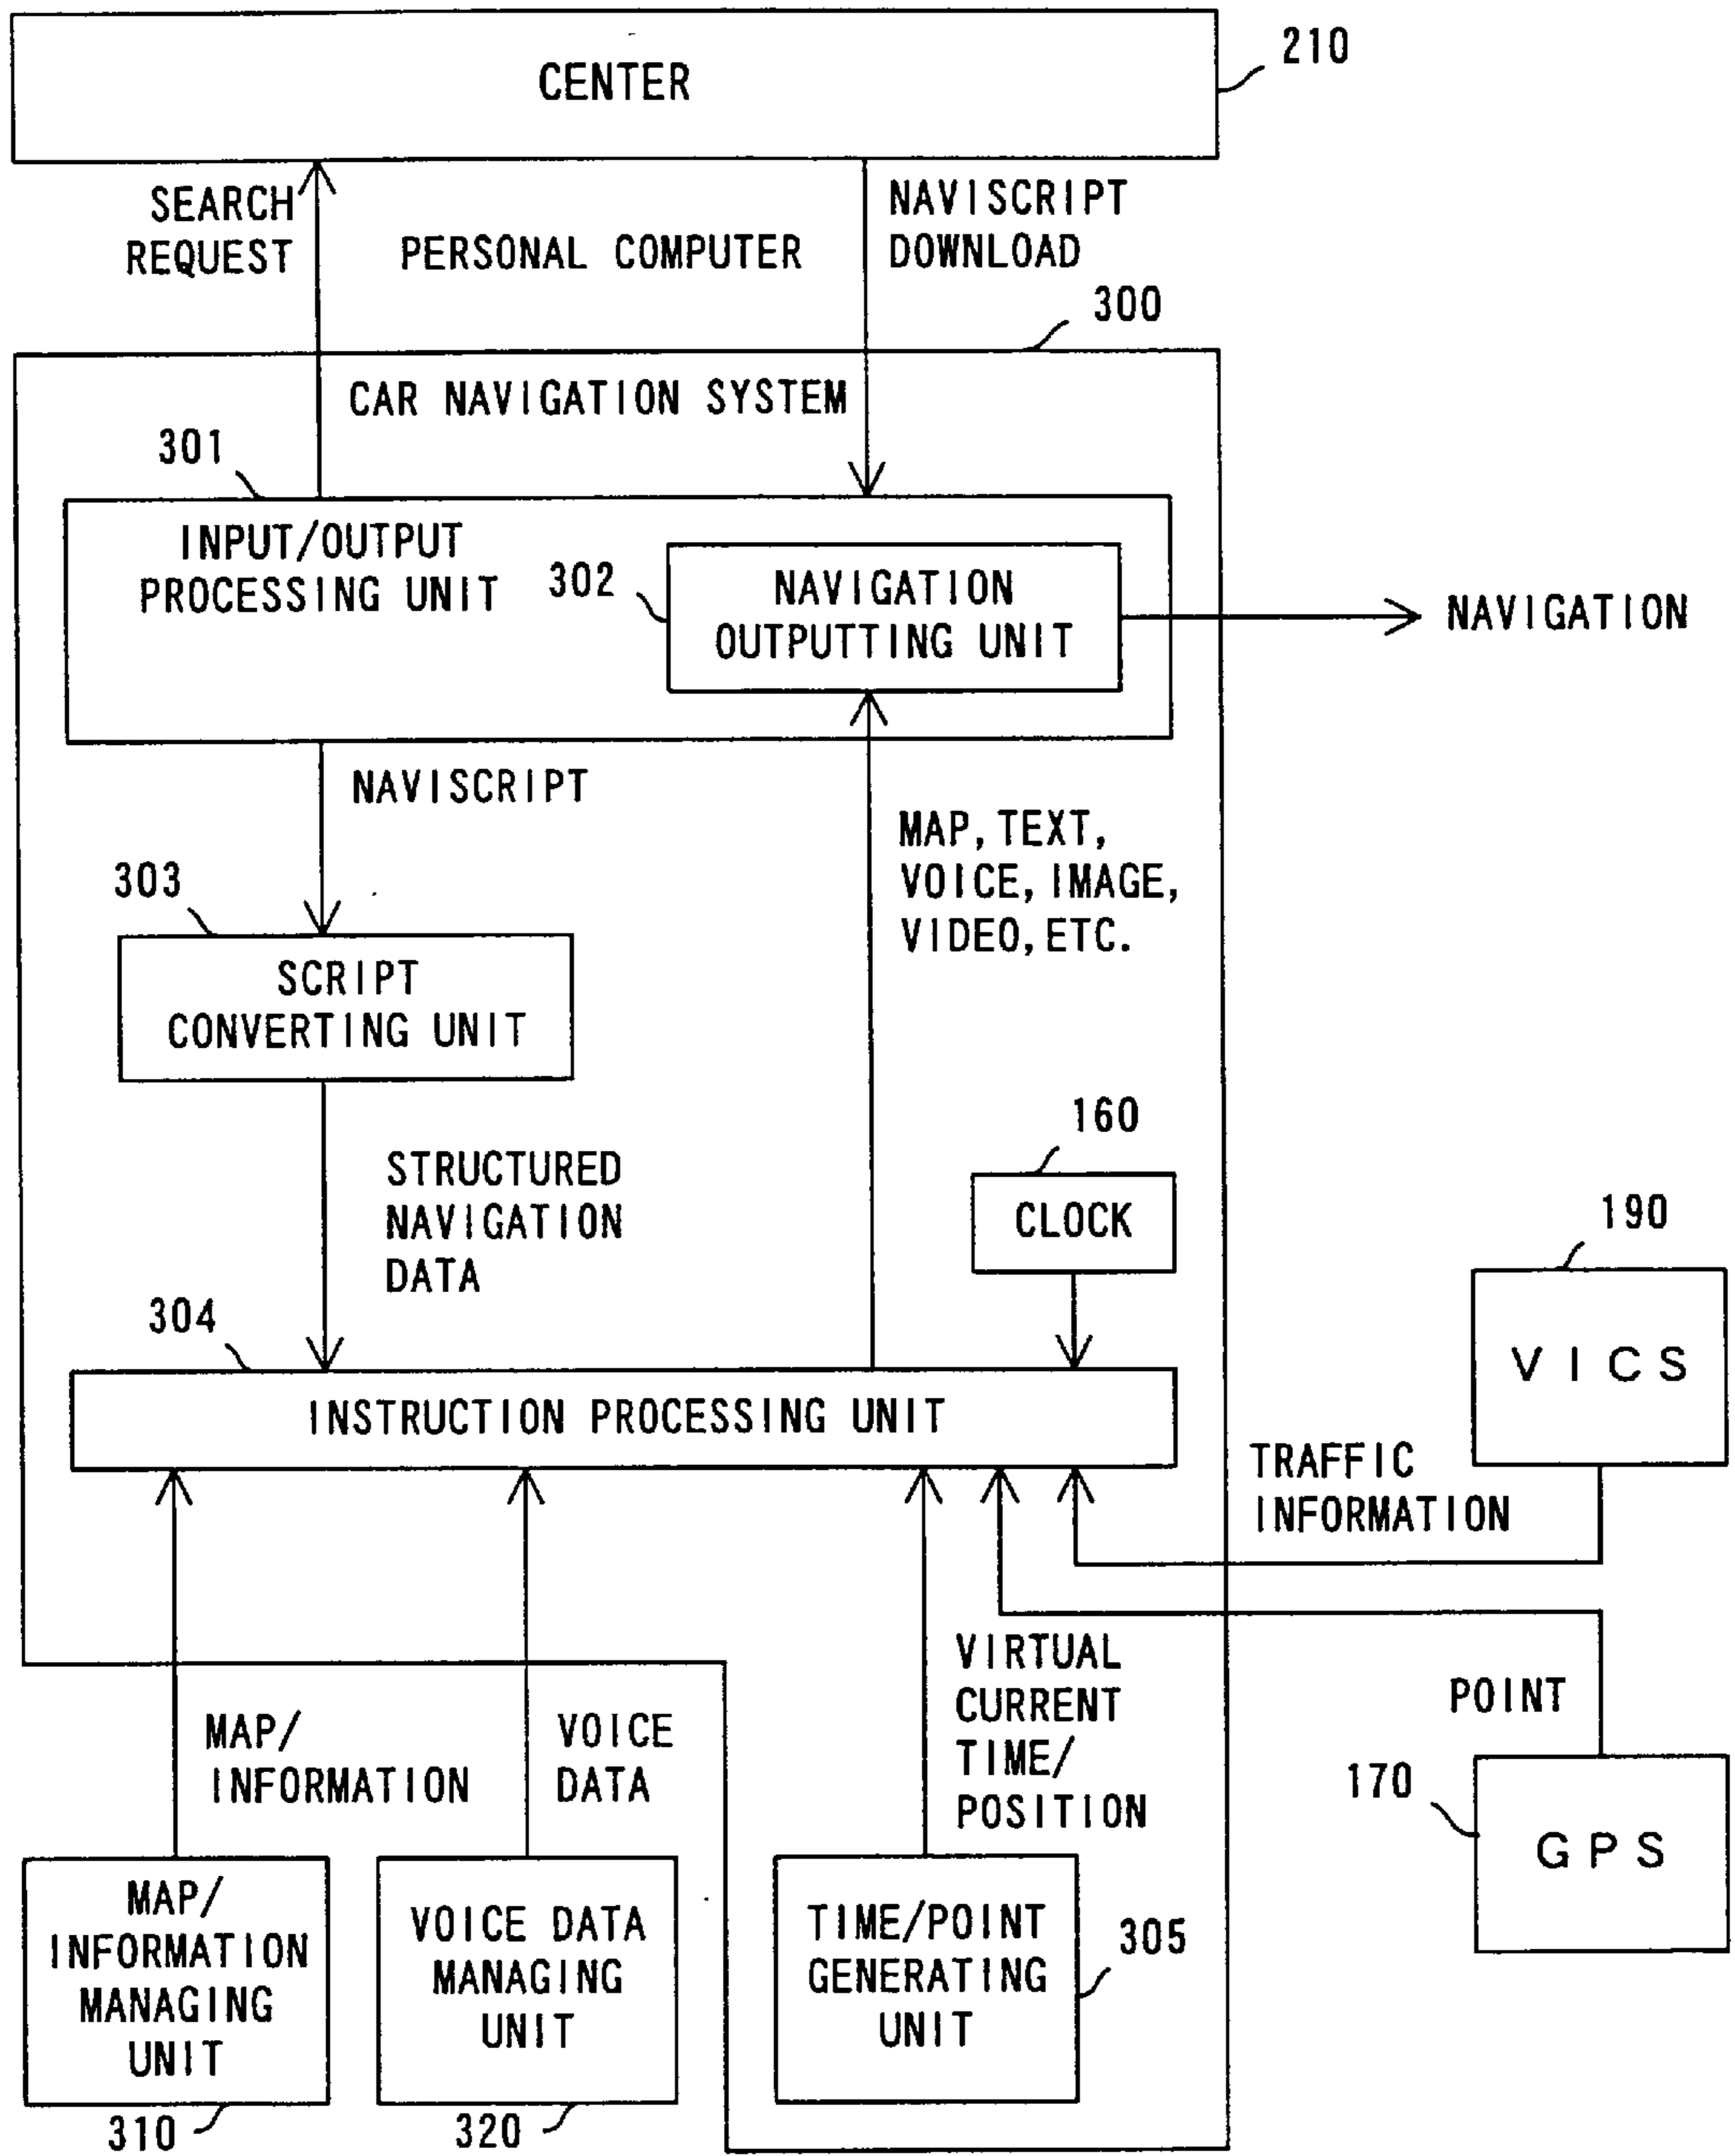 CENTER
210
SEARCH
REQUEST
PERSONAL COMPUTER
NAVISCRIPT
DOWNLOAD
300
CAR NAVIGATION SYSTEM
301
INPUT/OUTPUT
PROCESSING UNIT
302
NAVIGATION
OUTPUTTING UNIT
NAVIGATION
NAVISCRIPT
MAP, TEXT,
VOICE, IMAGE,
VIDEO, ETC.
303
SCRIPT
CONVERTING UNIT
STRUCTURED
NAVIGATION
DATA
160
CLOCK
190
VICS
304
INSTRUCTION PROCESSING UNIT
TRAFFIC
INFORMATION
VIRTUAL
CURRENT
TIME/
POSITION
POINT
MAP/
INFORMATION
VOICE
DATA
170
GPS
MAP/
INFORMATION
MANAGING
UNIT
310
VOICE DATA
MANAGING
UNIT
320
TIME/POINT
GENERATING
UNIT
305